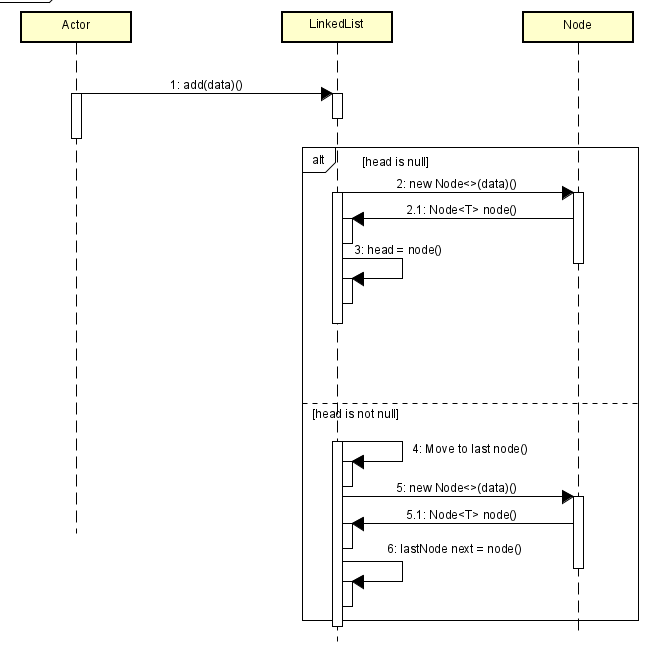 Actor
LinkedList
Node
1: add(data)()
alt
[head is null]
2: new Node<>(data)()
2.1: Node<T> node()
3: head = node()
[head is not null]
4: Move to last node()
5: new Node<>(data)()
5.1: Node<T> node()
6: lastNode next = node()